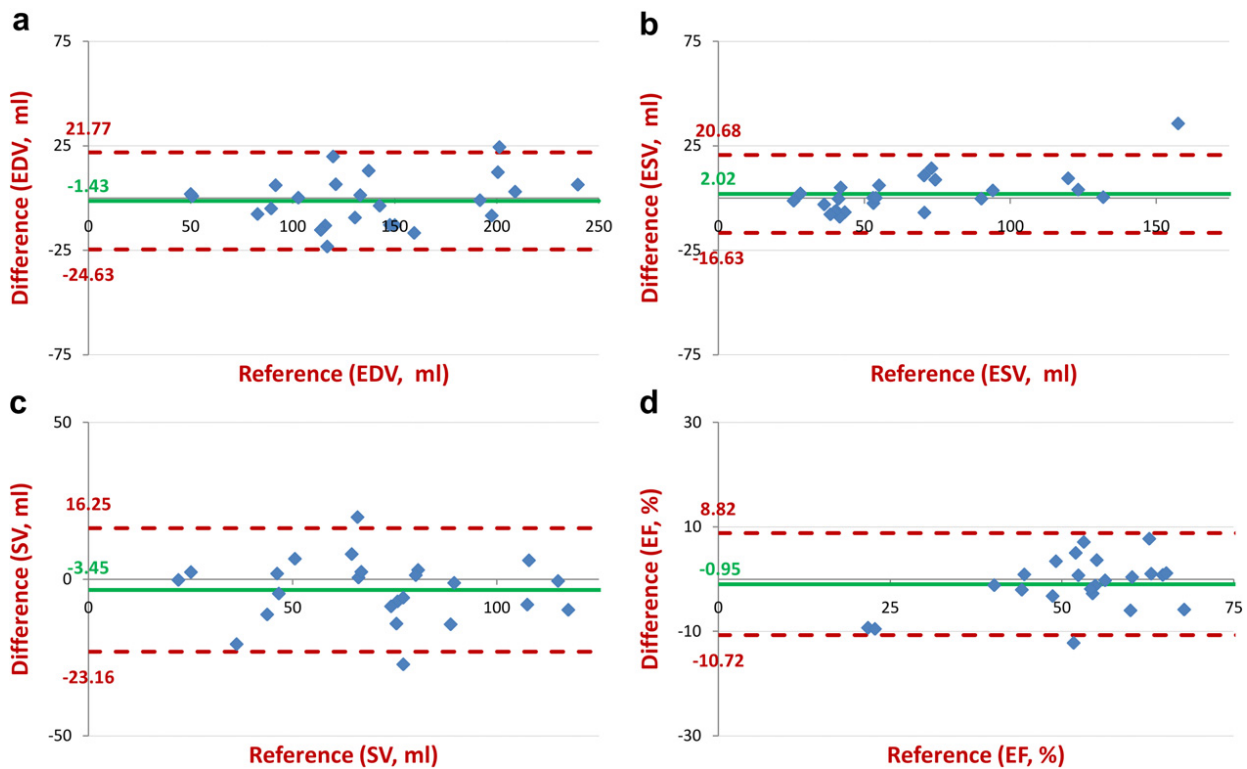 a
75
21.77
25
-1.43
0 50 100 150 200 250
-25
-24.63
-75
Difference (EDV, ml)
Reference (EDV, ml)
b
75
20.68
25
2.02
0 50 100 150
-25
-16.63
-75
Difference (ESV, ml)
Reference (ESV, ml)
c
50
16.25
-3.45
0
0 50 100
-23.16
-50
Difference (SV, ml)
Reference (SV, ml)
d
30
8.82
10
-0.95
0 25 50 75
-10
-10.72
-30
Difference (EF, %)
Reference (EF, %)